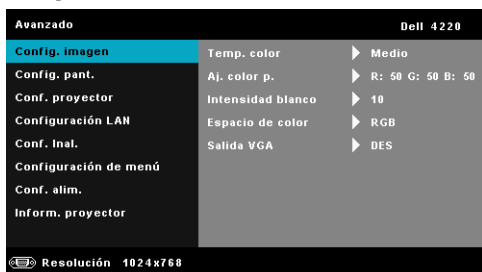 Avanzado Dell 4220
Config. imagen Temp. color Medio
Config. pant. Aj. color p. R: 50 G: 50 B: 50
Conf. proyector Intensidad blanco 10
Configuración LAN Espacio de color RGB
Conf. Inal. Salida VGA DES
Configuración de menú
Conf. alim.
Inform. proyector
Resolución 1024x768